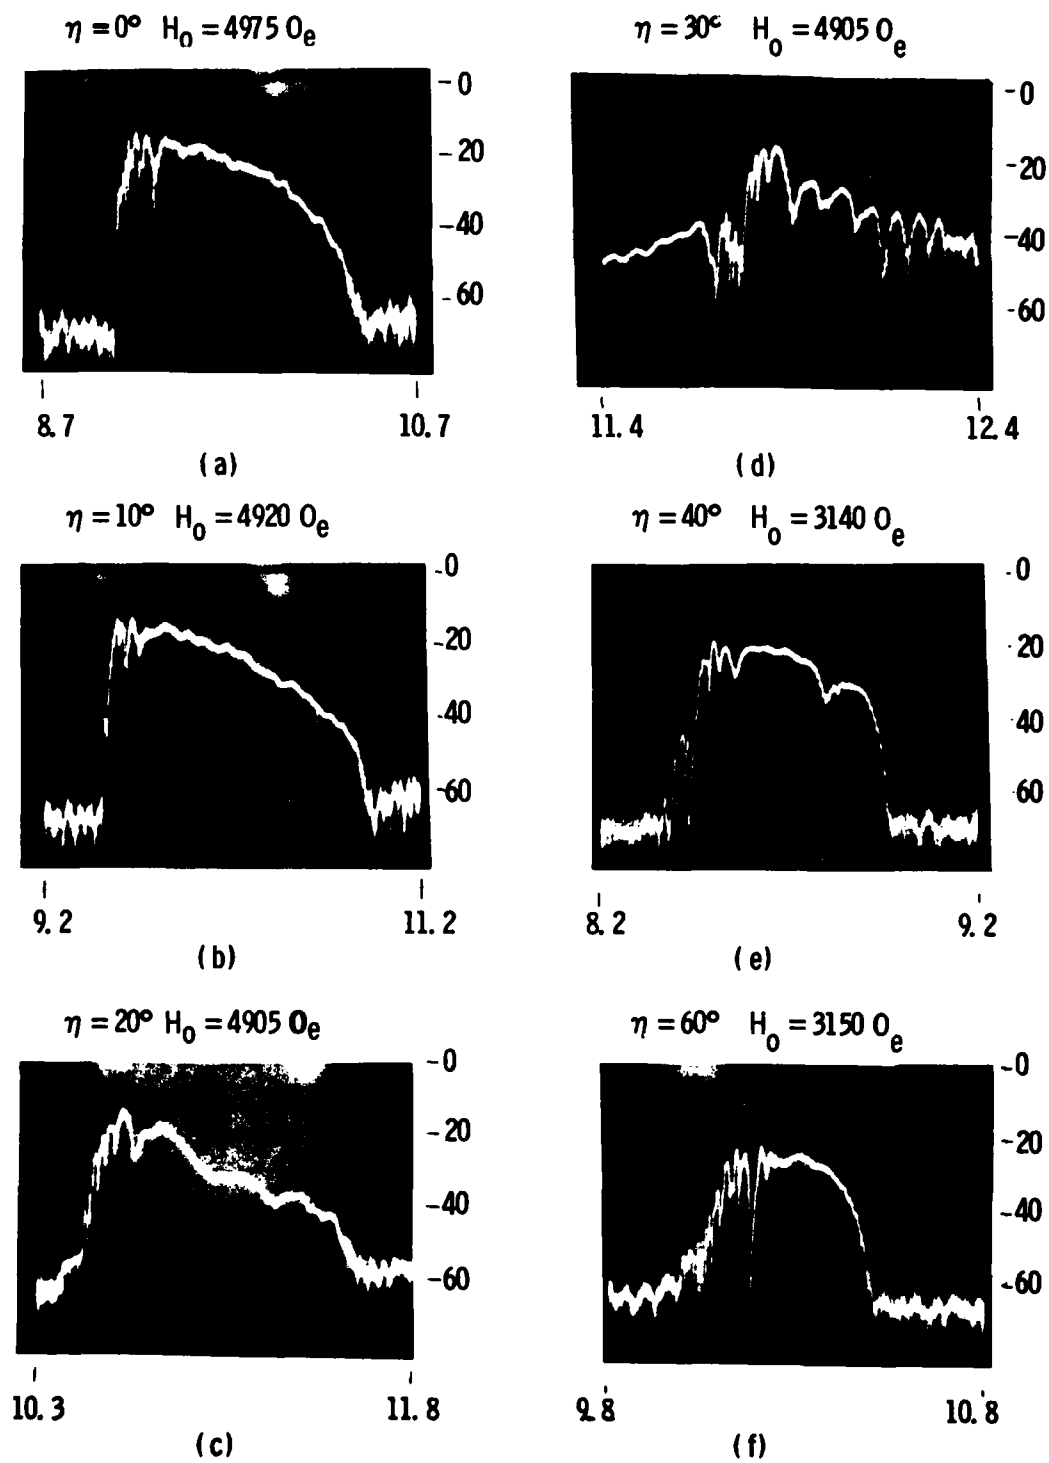 η = 0° H₀ = 4975 Oₑ
-0
-20
-40
-60
8.7 10.7
(a)
η = 10° H₀ = 4920 Oₑ
-0
-20
-40
-60
9.2 11.2
(b)
η = 20° H₀ = 4905 Oₑ
-0
-20
-40
-60
10.3 11.8
(c)
η = 30° H₀ = 4905 Oₑ
-0
-20
-40
-60
11.4 12.4
(d)
η = 40° H₀ = 3140 Oₑ
-0
-20
-40
-60
8.2 9.2
(e)
η = 60° H₀ = 3150 Oₑ
-0
-20
-40
-60
9.8 10.8
(f)